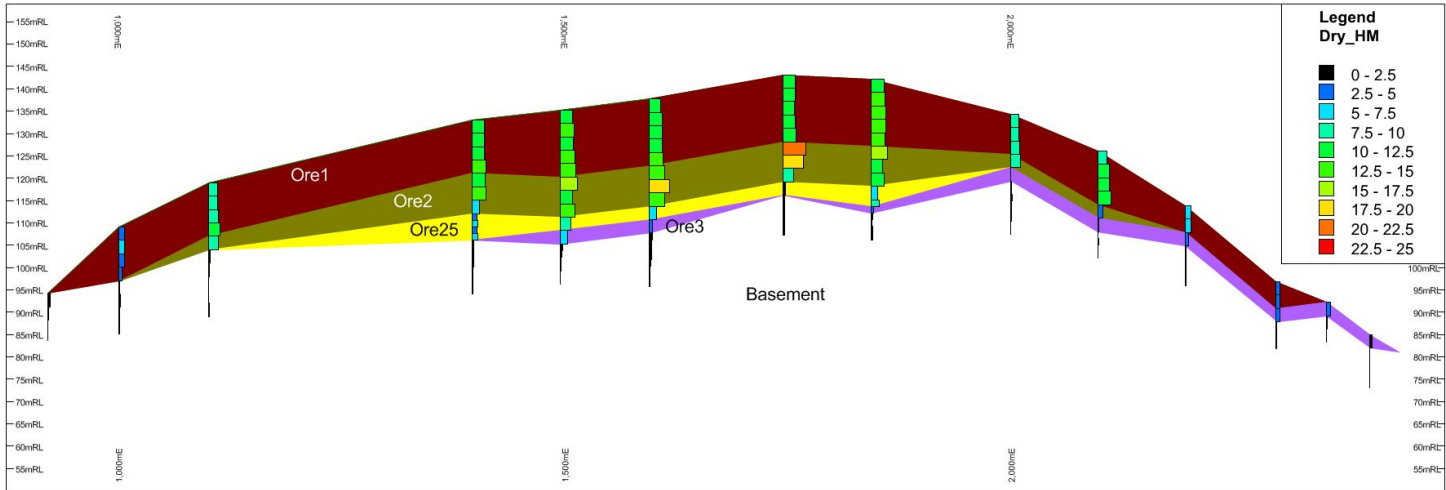 1,000mE
1,500mE
2,000mE
Legend
Dry_HM
0 - 2.5
2.5 - 5
5 - 7.5
7.5 - 10
10 - 12.5
12.5 - 15
15 - 17.5
17.5 - 20
20 - 22.5
22.5 - 25
155mRL
150mRL
145mRL
140mRL
135mRL
130mRL
125mRL
120mRL
115mRL
110mRL
105mRL
100mRL
95mRL
90mRL
85mRL
80mRL
75mRL
70mRL
65mRL
60mRL
55mRL
Ore1
Ore2
Ore25
Ore3
Basement
100mRL
95mRL
90mRL
85mRL
80mRL
75mRL
70mRL
65mRL
60mRL
55mRL
1,000mE
1,500mE
2,000mE